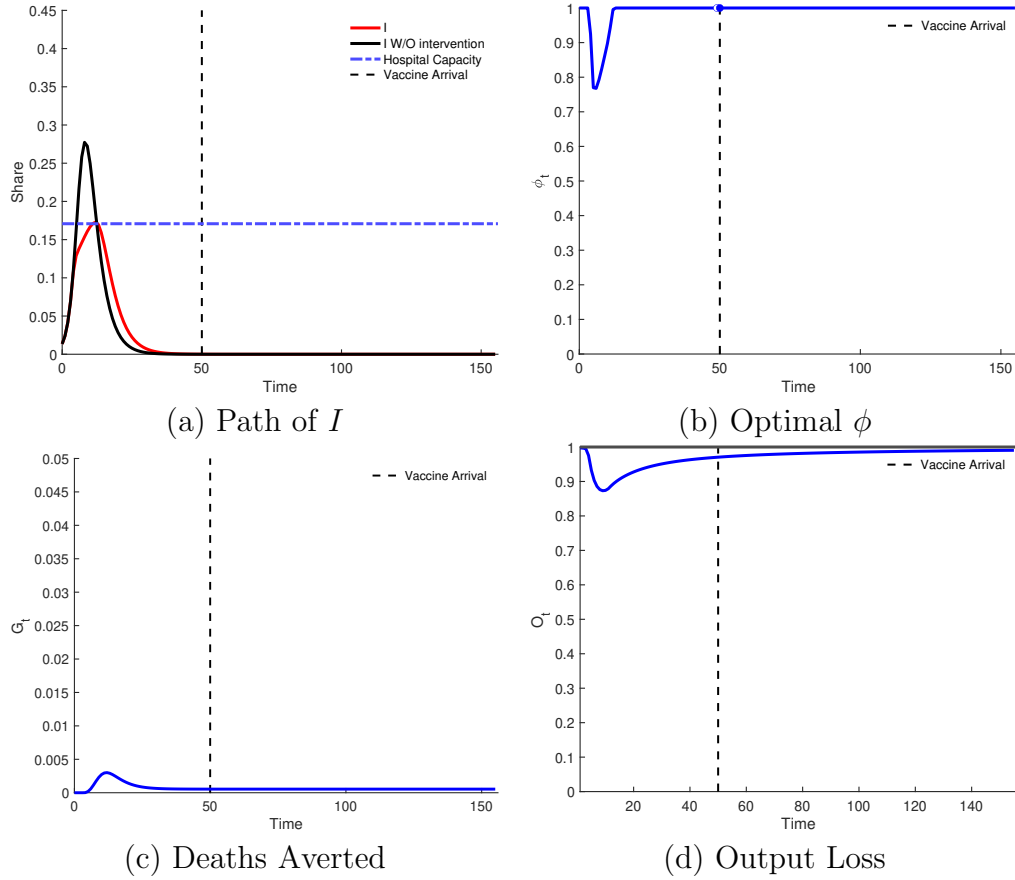 0.45
0.4
0.35
0.3
0.25
0.2
0.15
0.1
0.05
0
Share
0 50 100 150
Time
I
I W/O intervention
Hospital Capacity
Vaccine Arrival
(a) Path of I
1
0.9
0.8
0.7
0.6
0.5
0.4
0.3
0.2
0.1
0
ϕt
0 50 100 150
Time
Vaccine Arrival
(b) Optimal ϕ
0.05
0.045
0.04
0.035
0.03
0.025
0.02
0.015
0.01
0.005
0
Gt
0 50 100 150
Time
Vaccine Arrival
(c) Deaths Averted
1
0.9
0.8
0.7
0.6
0.5
0.4
0.3
0.2
0.1
0
Ot
20 40 60 80 100 120 140
Time
Vaccine Arrival
(d) Output Loss